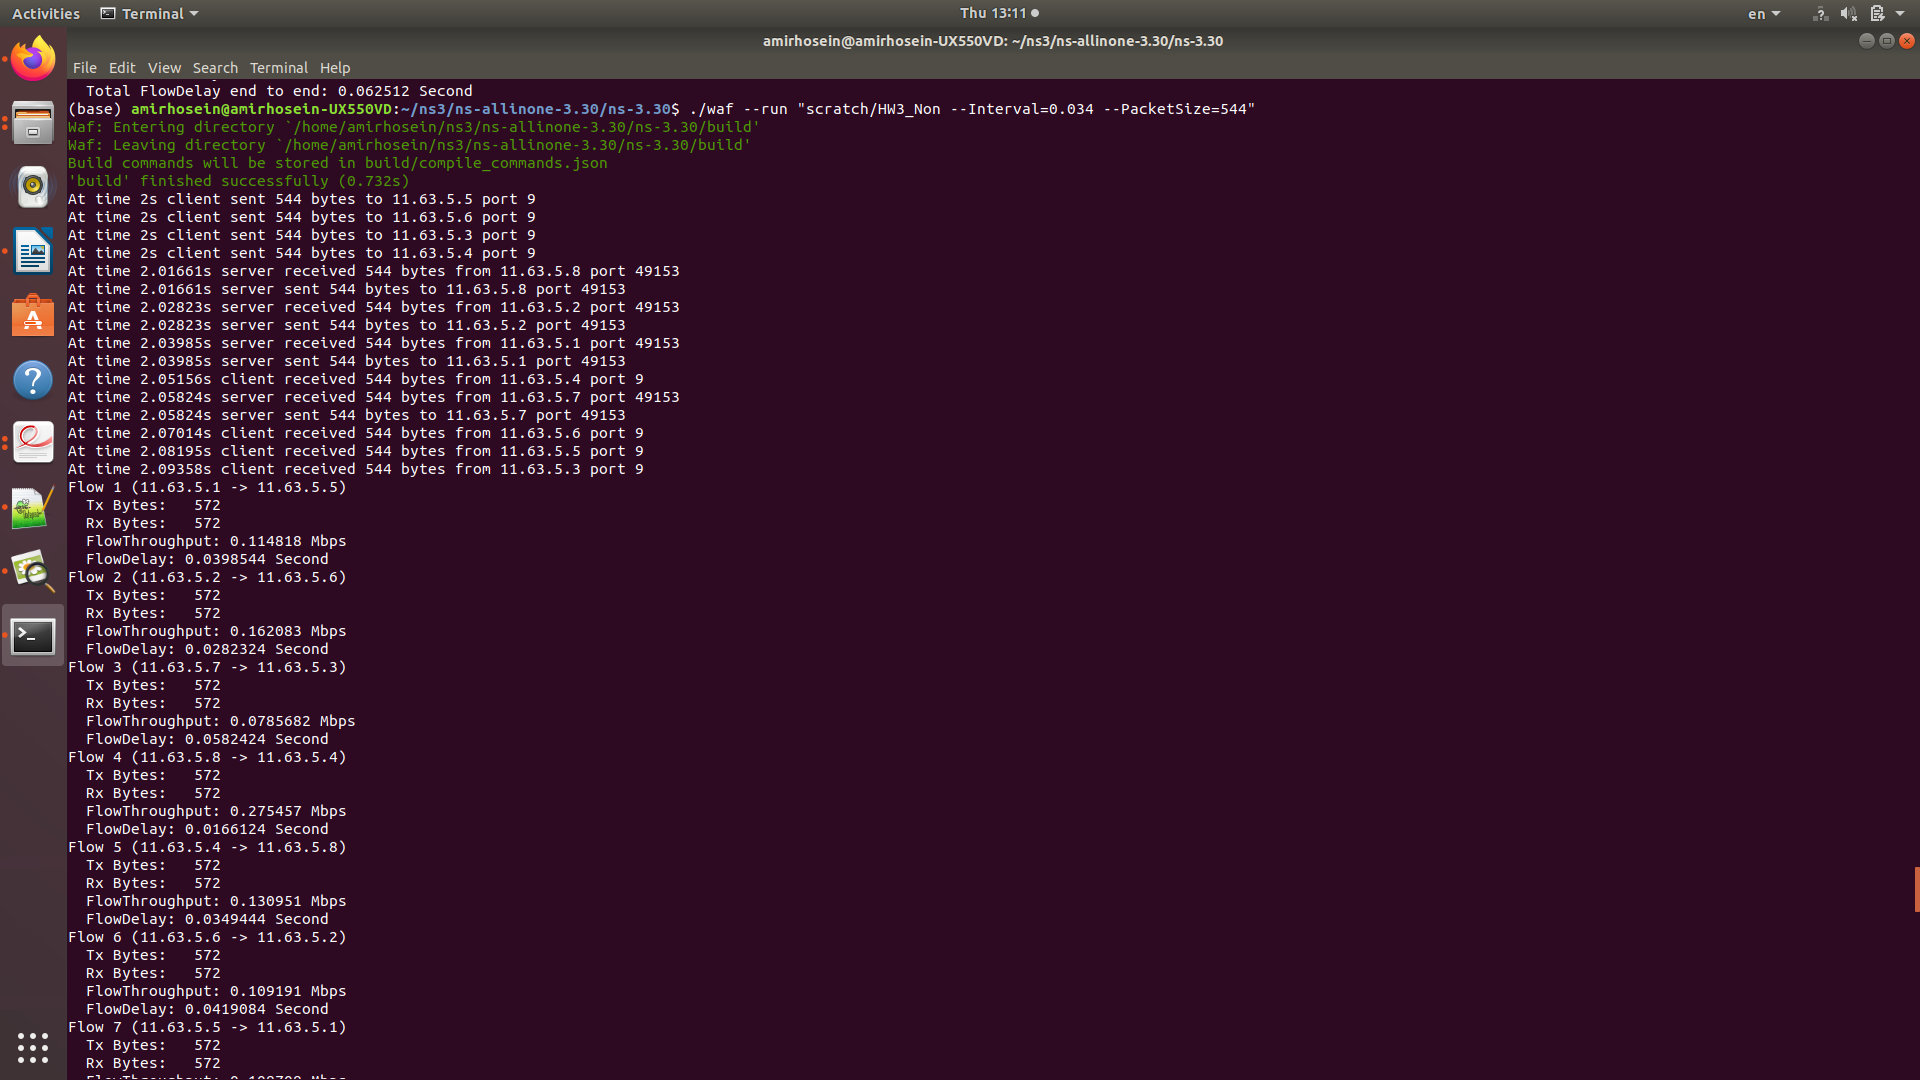 Activities
Terminal
Thu 13:11
en
amirhosein@amirhosein-UX550VD: ~/ns3/ns-allinone-3.30/ns-3.30
File Edit View Search Terminal Help
Total FlowDelay end to end: 0.062512 Second
(base) amirhosein@amirhosein-UX550VD:~/ns3/ns-allinone-3.30/ns-3.30$ ./waf --run "scratch/HW3_Non --Interval=0.034 --PacketSize=544"
Waf: Entering directory `/home/amirhosein/ns3/ns-allinone-3.30/ns-3.30/build'
Waf: Leaving directory `/home/amirhosein/ns3/ns-allinone-3.30/ns-3.30/build'
Build commands will be stored in build/compile_commands.json
'build' finished successfully (0.732s)
At time 2s client sent 544 bytes to 11.63.5.5 port 9
At time 2s client sent 544 bytes to 11.63.5.6 port 9
At time 2s client sent 544 bytes to 11.63.5.3 port 9
At time 2s client sent 544 bytes to 11.63.5.4 port 9
At time 2.01661s server received 544 bytes from 11.63.5.8 port 49153
At time 2.01661s server sent 544 bytes to 11.63.5.8 port 49153
At time 2.02823s server received 544 bytes from 11.63.5.2 port 49153
At time 2.02823s server sent 544 bytes to 11.63.5.2 port 49153
At time 2.03985s server received 544 bytes from 11.63.5.1 port 49153
At time 2.03985s server sent 544 bytes to 11.63.5.1 port 49153
At time 2.05156s client received 544 bytes from 11.63.5.4 port 9
At time 2.05824s server received 544 bytes from 11.63.5.7 port 49153
At time 2.05824s server sent 544 bytes to 11.63.5.7 port 49153
At time 2.07014s client received 544 bytes from 11.63.5.6 port 9
At time 2.08195s client received 544 bytes from 11.63.5.5 port 9
At time 2.09358s client received 544 bytes from 11.63.5.3 port 9
Flow 1 (11.63.5.1 -> 11.63.5.5)
Tx Bytes: 572
Rx Bytes: 572
FlowThroughput: 0.114818 Mbps
FlowDelay: 0.0398544 Second
Flow 2 (11.63.5.2 -> 11.63.5.6)
Tx Bytes: 572
Rx Bytes: 572
FlowThroughput: 0.162083 Mbps
FlowDelay: 0.0282324 Second
Flow 3 (11.63.5.7 -> 11.63.5.3)
Tx Bytes: 572
Rx Bytes: 572
FlowThroughput: 0.0785682 Mbps
FlowDelay: 0.0582424 Second
Flow 4 (11.63.5.8 -> 11.63.5.4)
Tx Bytes: 572
Rx Bytes: 572
FlowThroughput: 0.275457 Mbps
FlowDelay: 0.0166124 Second
Flow 5 (11.63.5.4 -> 11.63.5.8)
Tx Bytes: 572
Rx Bytes: 572
FlowThroughput: 0.130951 Mbps
FlowDelay: 0.0349444 Second
Flow 6 (11.63.5.6 -> 11.63.5.2)
Tx Bytes: 572
Rx Bytes: 572
FlowThroughput: 0.109191 Mbps
FlowDelay: 0.0419084 Second
Flow 7 (11.63.5.5 -> 11.63.5.1)
Tx Bytes: 572
Rx Bytes: 572